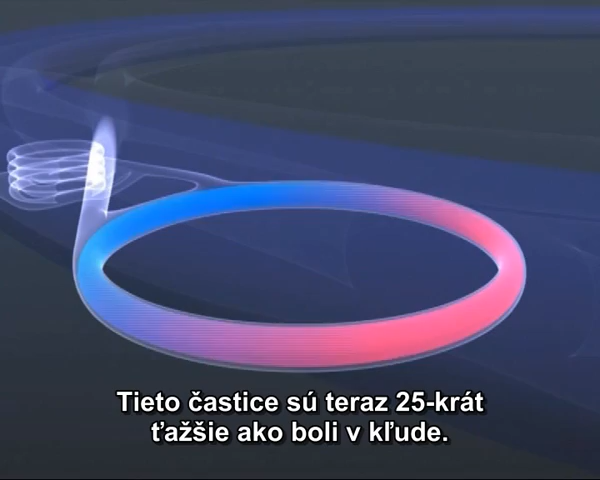 Tieto častice sú teraz 25-krát
ťažšie ako boli v kľude.